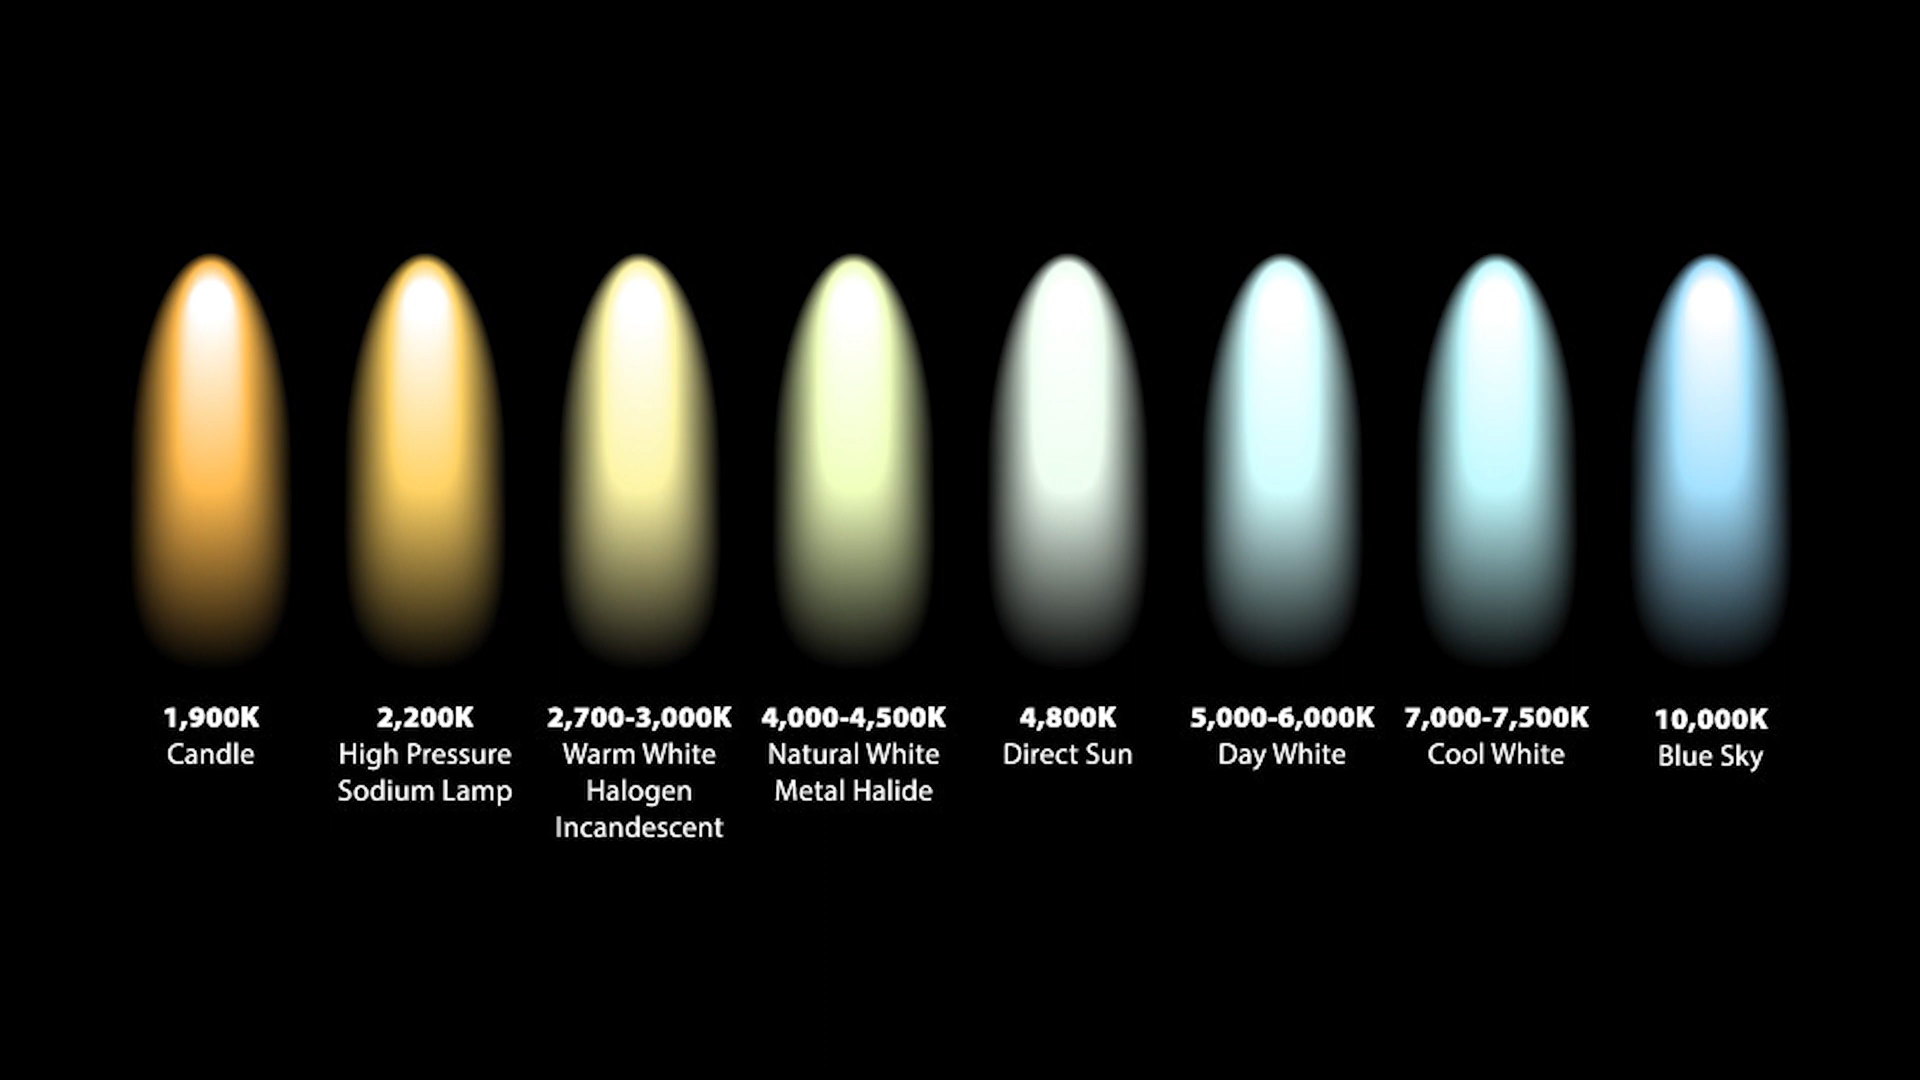 1,900K
Candle
2,200K
High Pressure
Sodium Lamp
2,700-3,000K
Warm White
Halogen
Incandescent
4,000-4,500K
Natural White
Metal Halide
4,800K
Direct Sun
5,000-6,000K
Day White
7,000-7,500K
Cool White
10,000K
Blue Sky